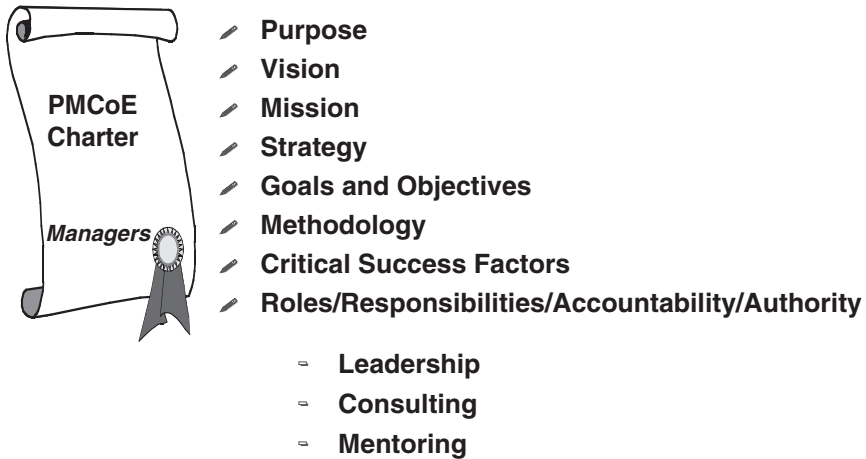 PMCoE
Charter
Managers
Purpose
Vision
Mission
Strategy
Goals and Objectives
Methodology
Critical Success Factors
Roles/Responsibilities/Accountability/Authority
Leadership
Consulting
Mentoring